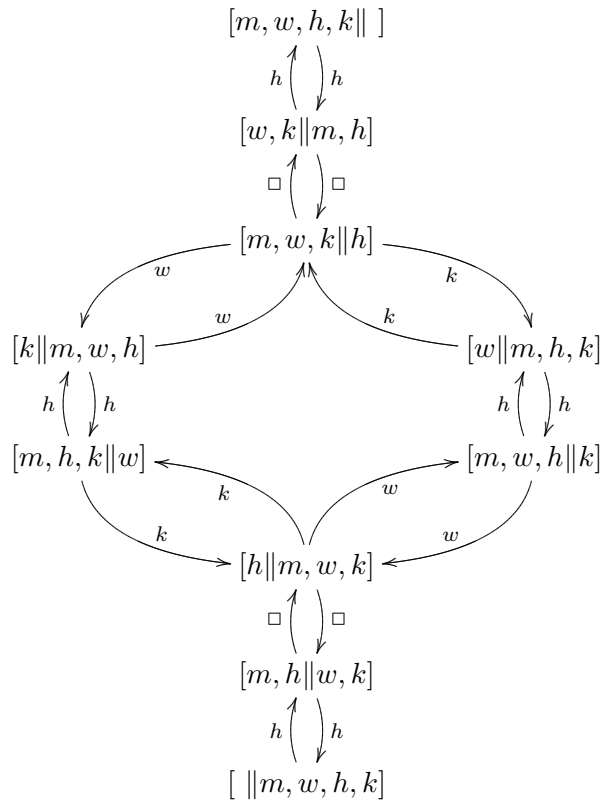 [m, w, h, k‖ ]
h h
[w, k‖m, h]
□ □
[m, w, k‖h]
w k
w k
[k‖m, w, h] [w‖m, h, k]
h h h h
[m, h, k‖w] [m, w, h‖k]
k w
k w
[h‖m, w, k]
□ □
[m, h‖w, k]
h h
[ ‖m, w, h, k]